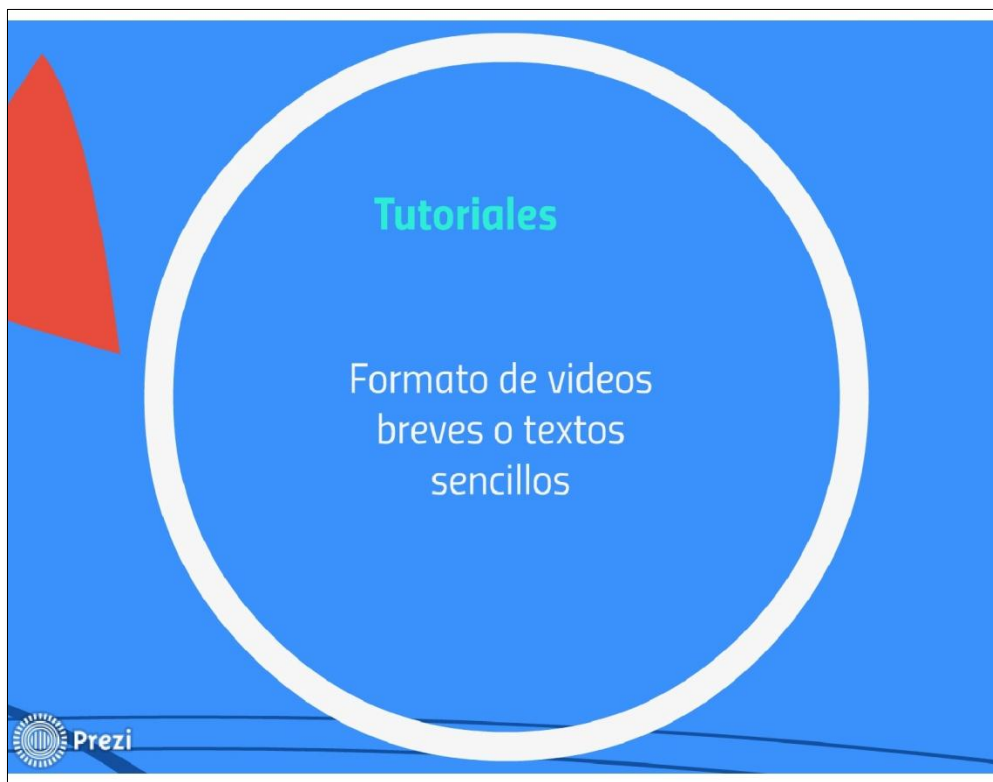 Tutoriales
Formato de videos
breves o textos
sencillos
Prezi